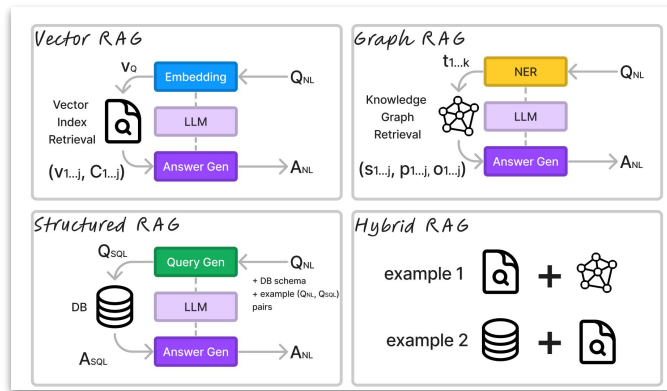 Vector RAG
VQ
Embedding
QNL
Vector
Index
Retrieval
LLM
(V1...j, C1...j)
Answer Gen
ANL
Graph RAG
t1...k
NER
QNL
Knowledge
Graph
Retrieval
LLM
(S1...j, p1...j, o1...j)
Answer Gen
ANL
Structured RAG
QSQL
Query Gen
QNL
+ DB schema
+ example (QNL, QSQL)
pairs
DB
LLM
ASQL
Answer Gen
ANL
Hybrid RAG
example 1
+
example 2
+